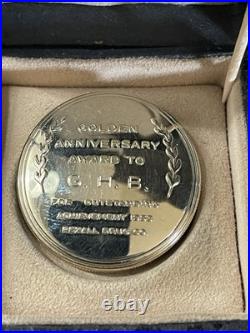 GOLDEN
ANNIVERSARY
AWARD TO
C. H. B.
FOR OUTSTANDING
ACHIEVEMENT
REXALL DRUG CO